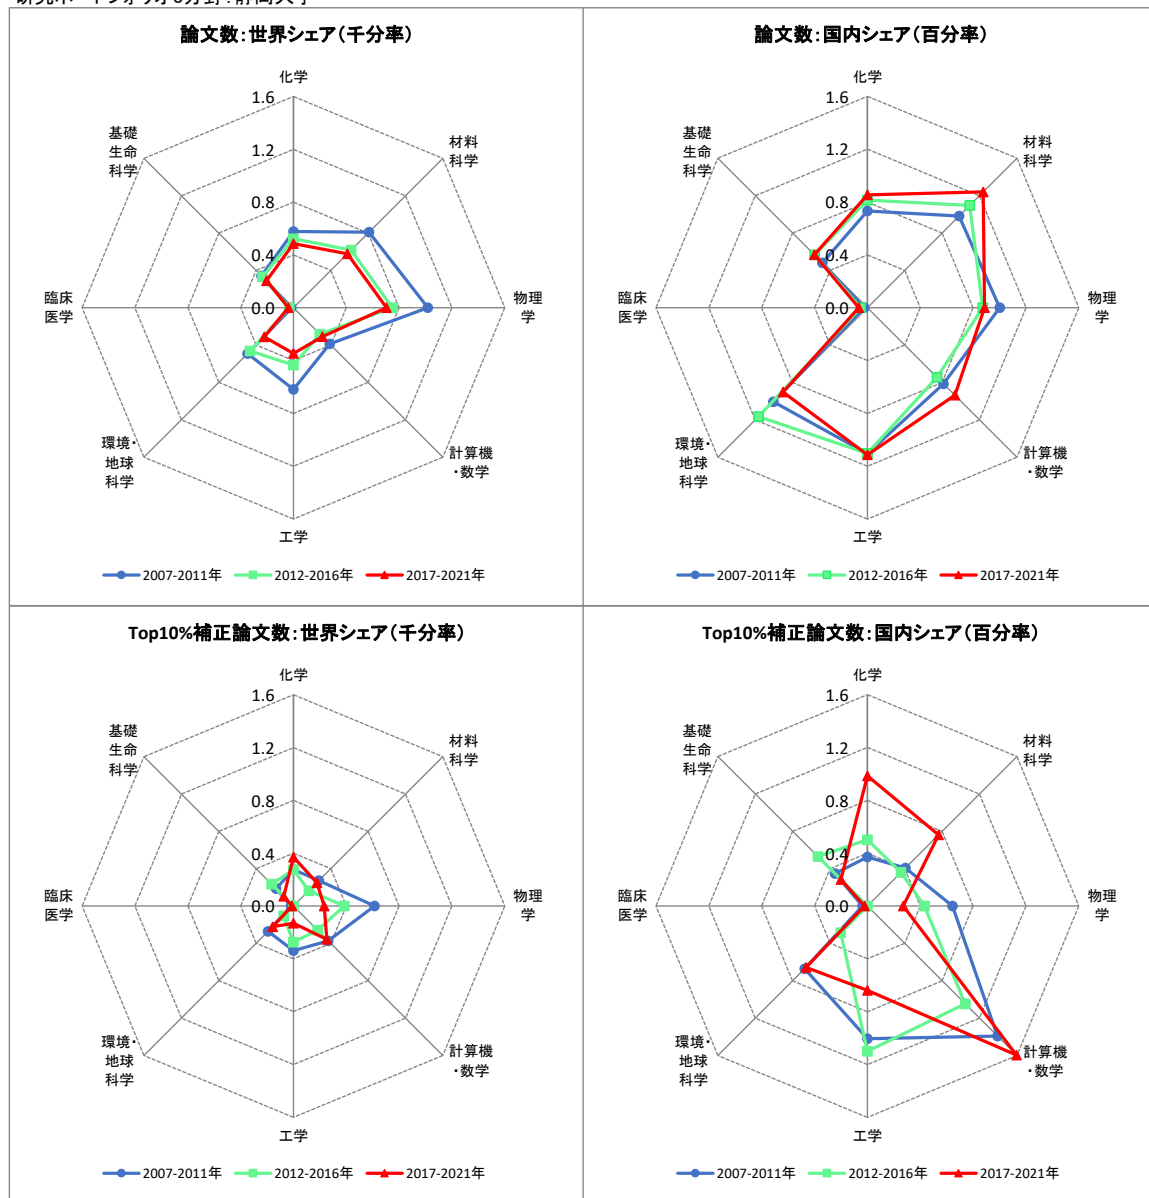 論文数：世界シェア（千分率）
化学
1.6
1.2
0.8
0.4
0.0
材料
科学
物理
学
計算機
・数学
工学
環境・
地球
科学
臨床
医学
基礎
生命
科学
2007-2011年 2012-2016年 2017-2021年
論文数：国内シェア（百分率）
化学
1.6
1.2
0.8
0.4
0.0
材料
科学
物理
学
計算機
・数学
工学
環境・
地球
科学
臨床
医学
基礎
生命
科学
2007-2011年 2012-2016年 2017-2021年
Top10%補正論文数：世界シェア（千分率）
化学
1.6
1.2
0.8
0.4
0.0
材料
科学
物理
学
計算機
・数学
工学
環境・
地球
科学
臨床
医学
基礎
生命
科学
2007-2011年 2012-2016年 2017-2021年
Top10%補正論文数：国内シェア（百分率）
化学
1.6
1.2
0.8
0.4
0.0
材料
科学
物理
学
計算機
・数学
工学
環境・
地球
科学
臨床
医学
基礎
生命
科学
2007-2011年 2012-2016年 2017-2021年